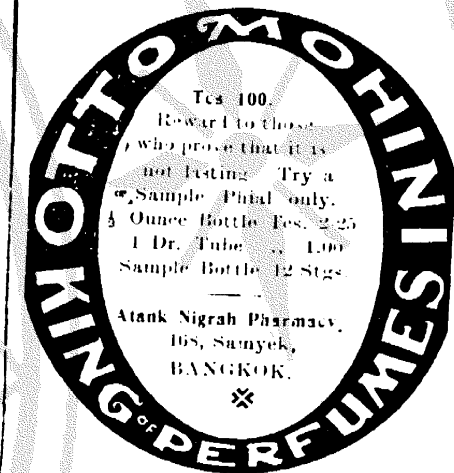 OTTO MOHINI
KING OF PERFUMES
Tcs 100.
Reward to those
who prove that it is
not lasting Try a
Sample Phial only.
½ Ounce Bottle Tcs. 2.25
1 Dr. Tube .. 1.00
Sample Bottle 12 Stgs.
Atank Nigrah Pharmacy,
168, Samyek,
BANGKOK.